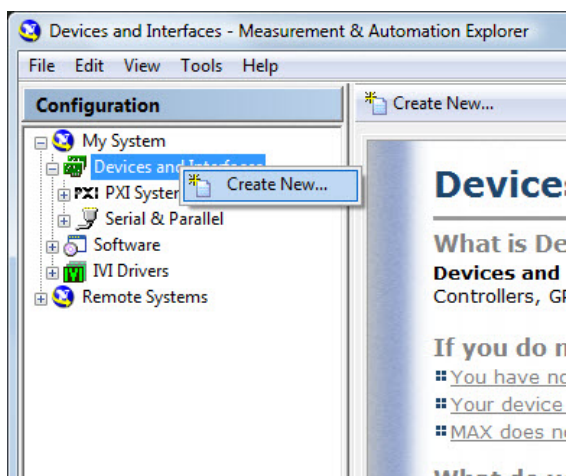 Devices and Interfaces - Measurement & Automation Explorer
File Edit View Tools Help
Configuration
Create New...
My System
Devices and Interfaces
Create New...
PXI PXI System
Serial & Parallel
Software
IVI Drivers
Remote Systems
Devices
What is De
Devices and
Controllers, GP
If you do n
You have no
Your device
MAX does no